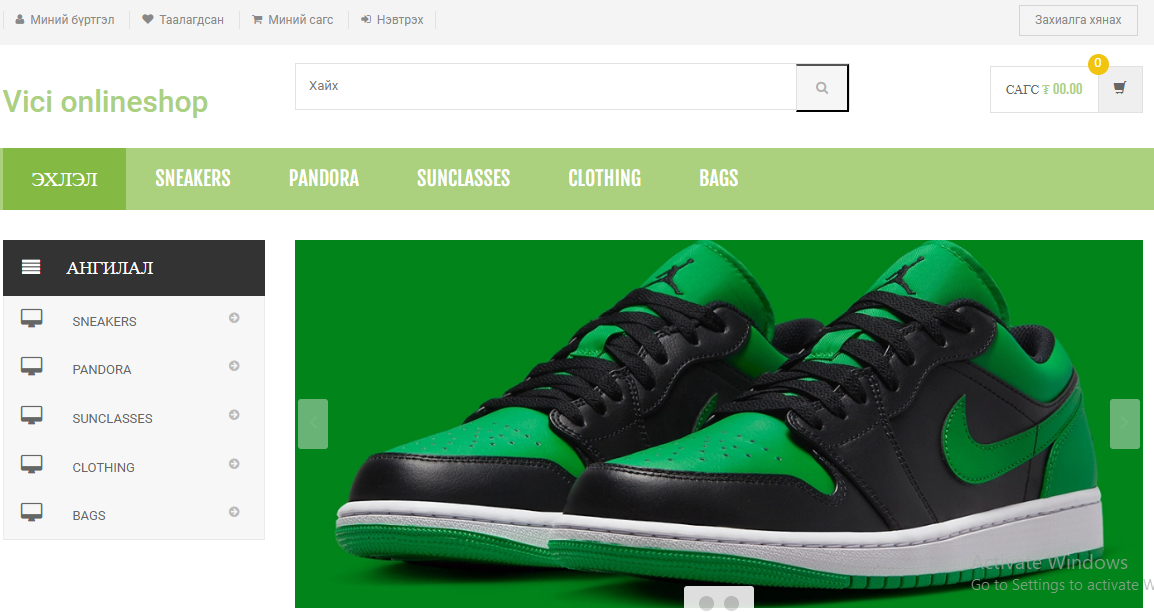 Миний бүртгэл Таалагдсан Миний сагс Нэвтрэх Захиалга хянах
Vici onlineshop
Хайх
0
САГС ₮ 00.00
ЭХЛЭЛ SNEAKERS PANDORA SUNCLASSES CLOTHING BAGS
АНГИЛАЛ
SNEAKERS
PANDORA
SUNCLASSES
CLOTHING
BAGS
Activate Windows
Go to Settings to activate W